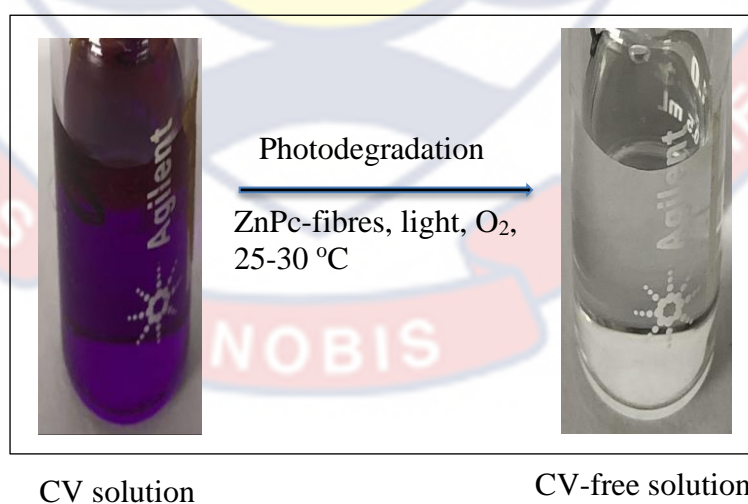 Photodegradation
ZnPc-fibres, light, O₂,
25-30 °C
Agilent
Agilent
NOBIS
CV solution
CV-free solution